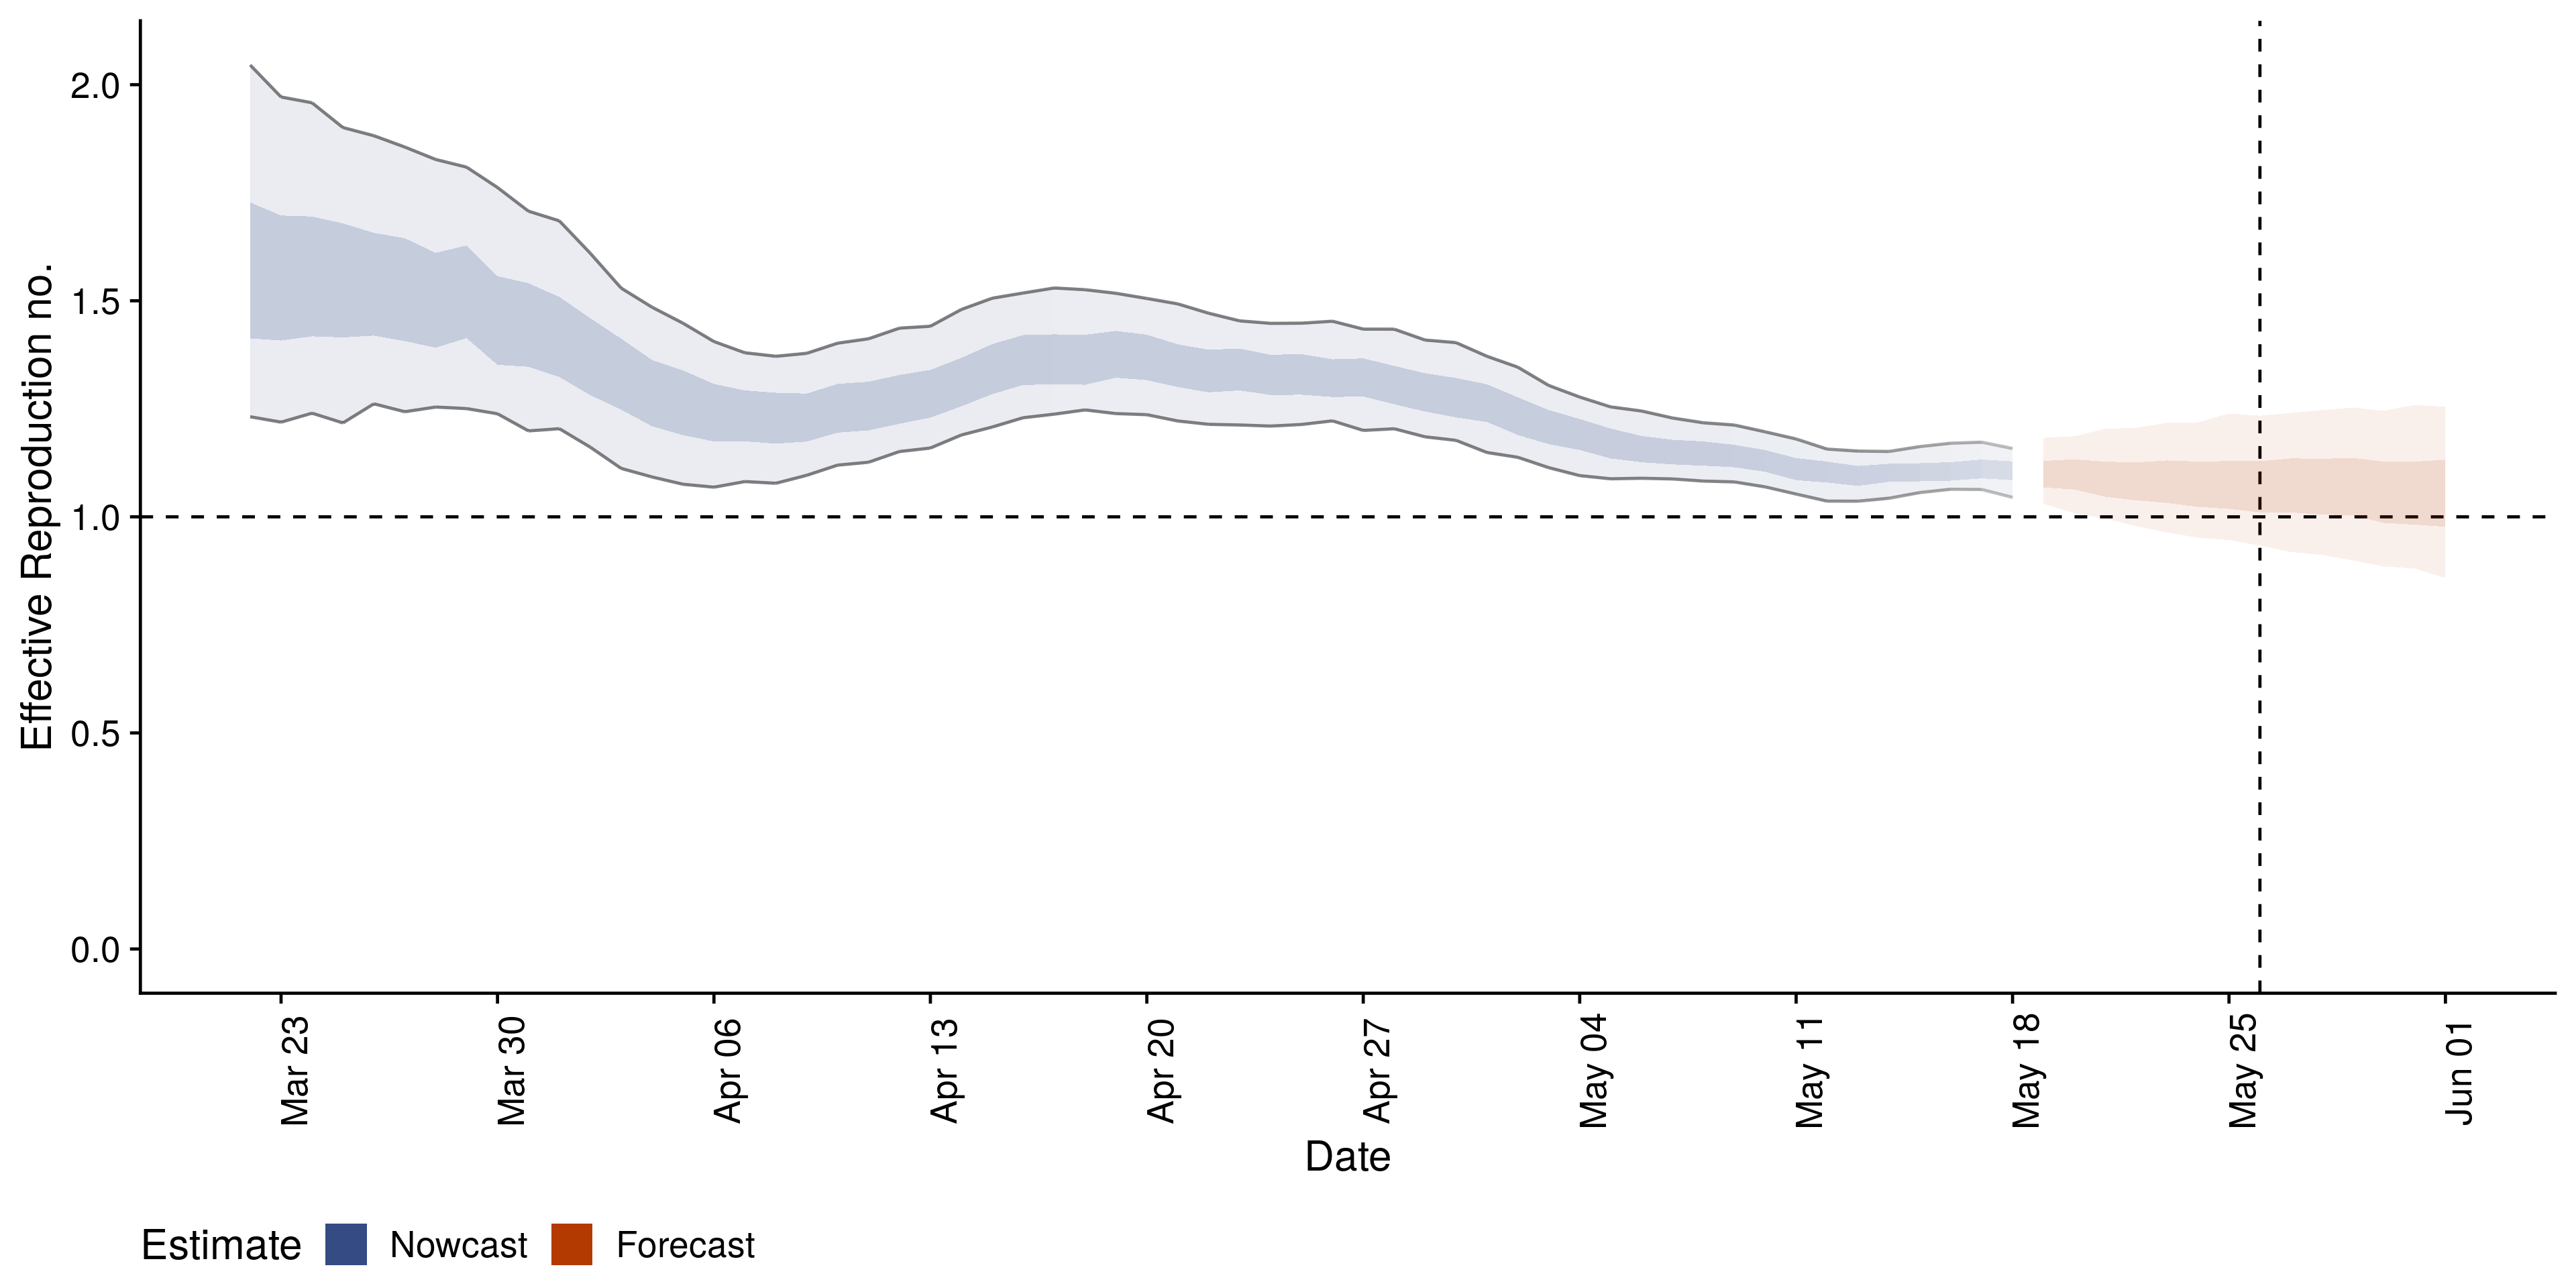 Effective Reproduction no.
2.0
1.5
1.0
0.5
0.0
Mar 23
Mar 30
Apr 06
Apr 13
Apr 20
Apr 27
May 04
May 11
May 18
May 25
Jun 01
Date
Estimate Nowcast Forecast